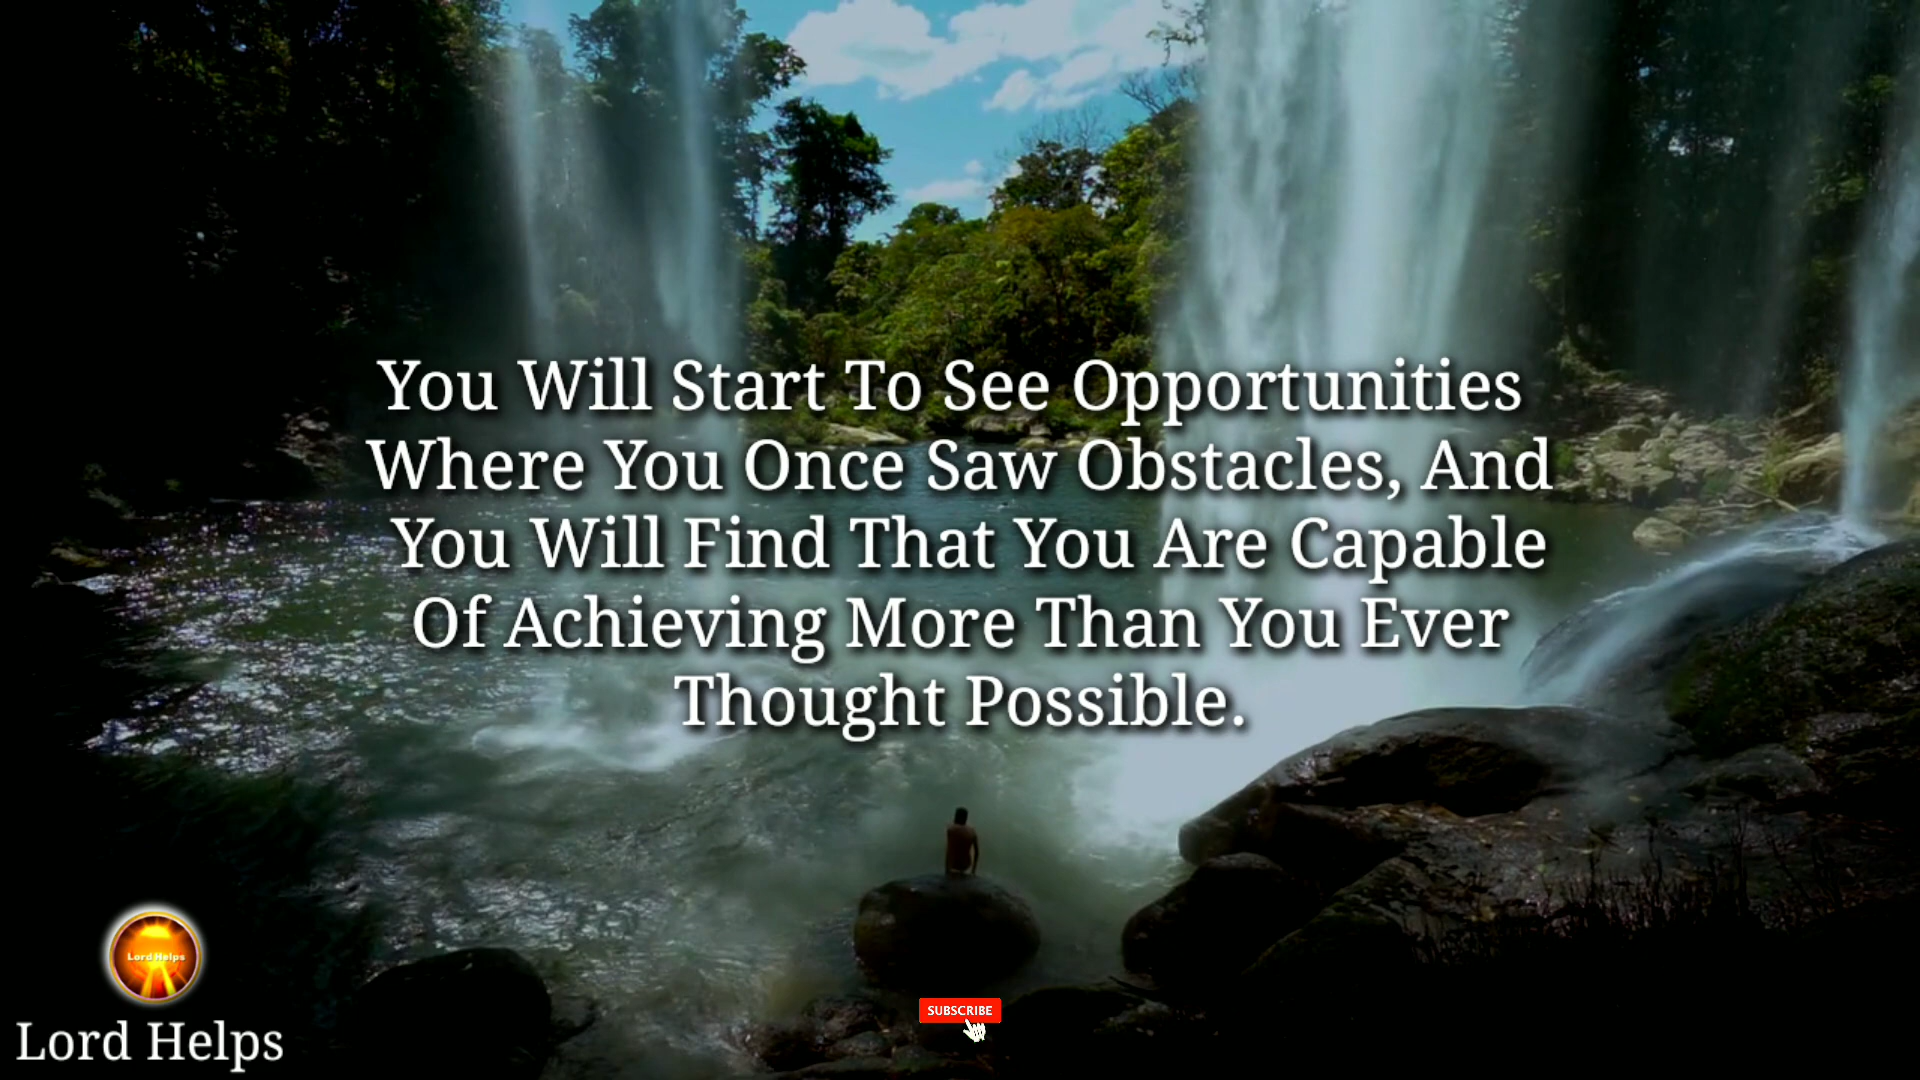 You Will Start To See Opportunities
Where You Once Saw Obstacles, And
You Will Find That You Are Capable
Of Achieving More Than You Ever
Thought Possible.
Lord Helps
Lord Helps
SUBSCRIBE